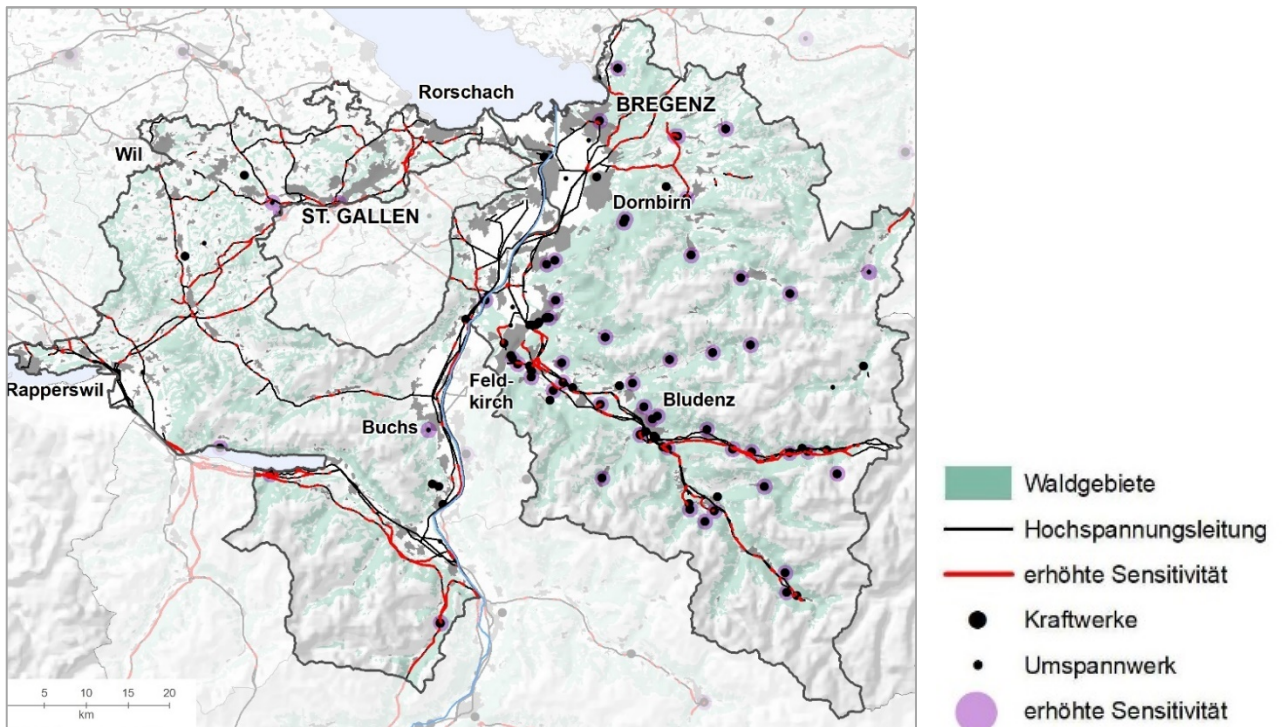 Rorschach
BREGENZ
Wil
Dornbirn
ST. GALLEN
Rapperswil
Feld-
kirch
Buchs
Bludenz
5 10 15 20
km
Waldgebiete
Hochspannungsleitung
erhöhte Sensitivität
Kraftwerke
Umspannwerk
erhöhte Sensitivität